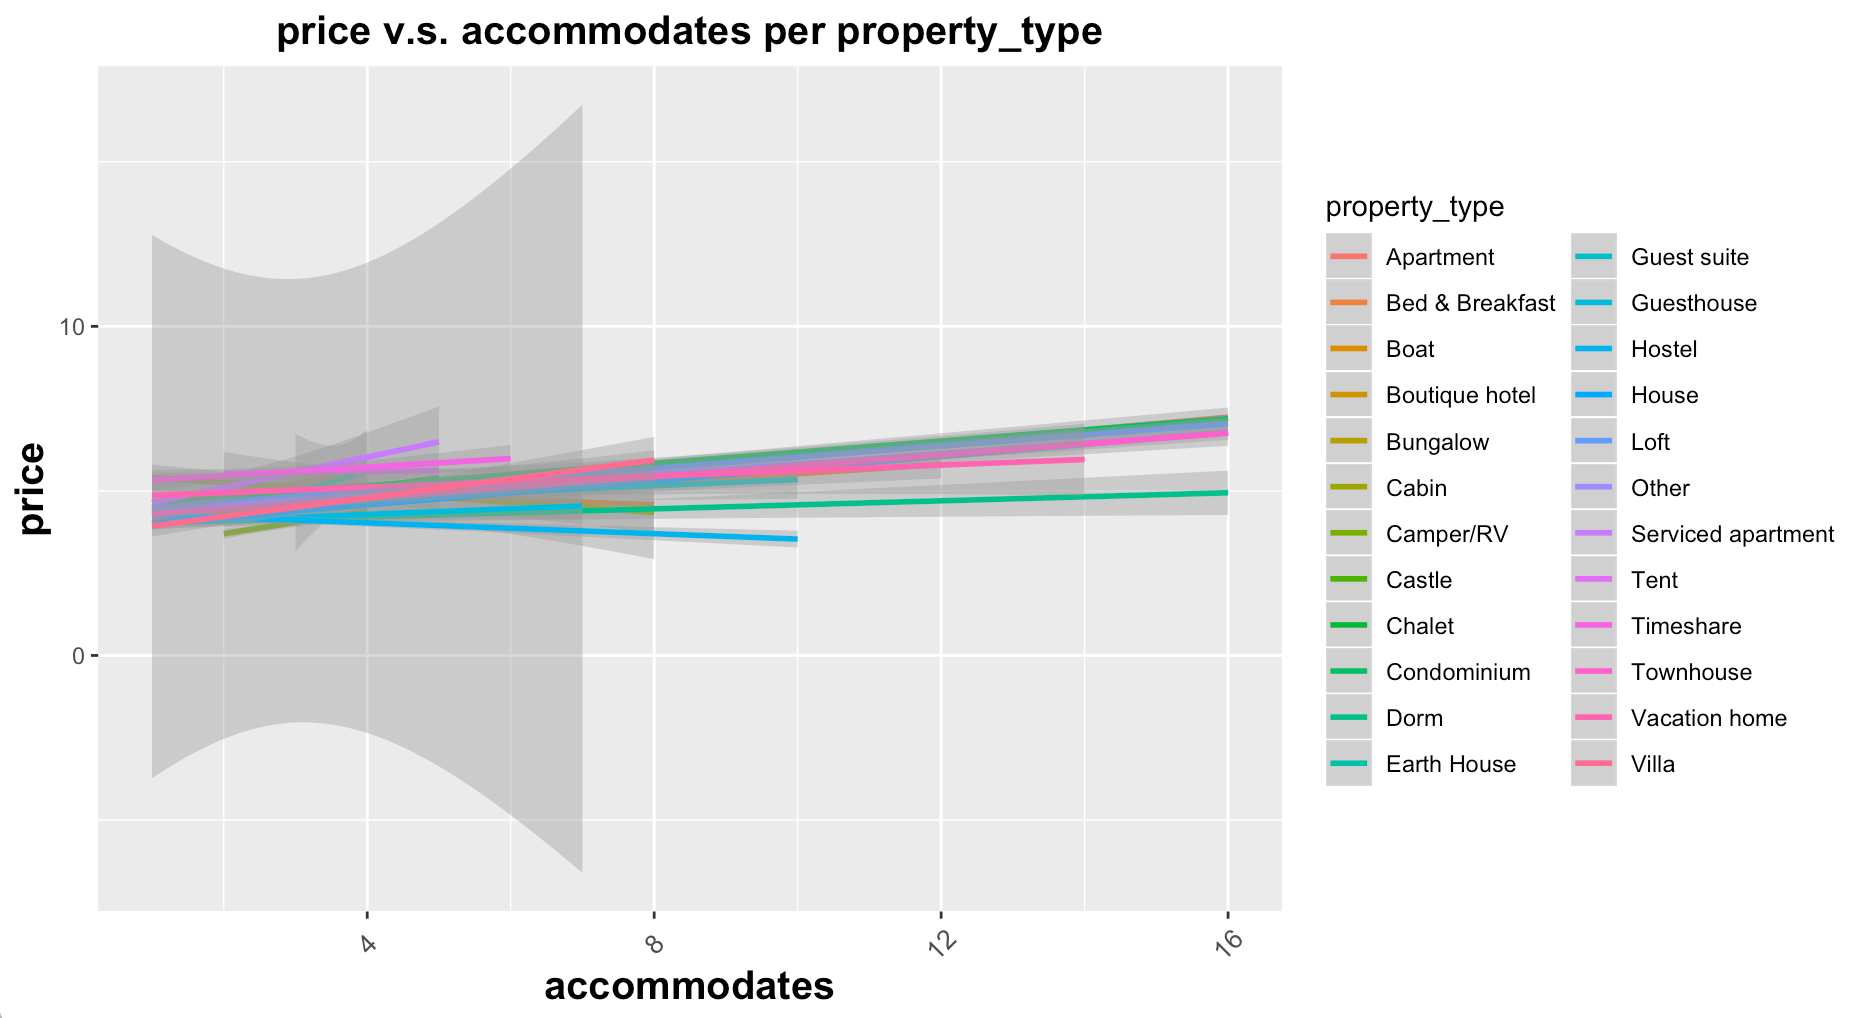 price v.s. accommodates per property_type
price
10
0
4
8
12
16
accommodates
property_type
Apartment
Bed & Breakfast
Boat
Boutique hotel
Bungalow
Cabin
Camper/RV
Castle
Chalet
Condominium
Dorm
Earth House
Guest suite
Guesthouse
Hostel
House
Loft
Other
Serviced apartment
Tent
Timeshare
Townhouse
Vacation home
Villa